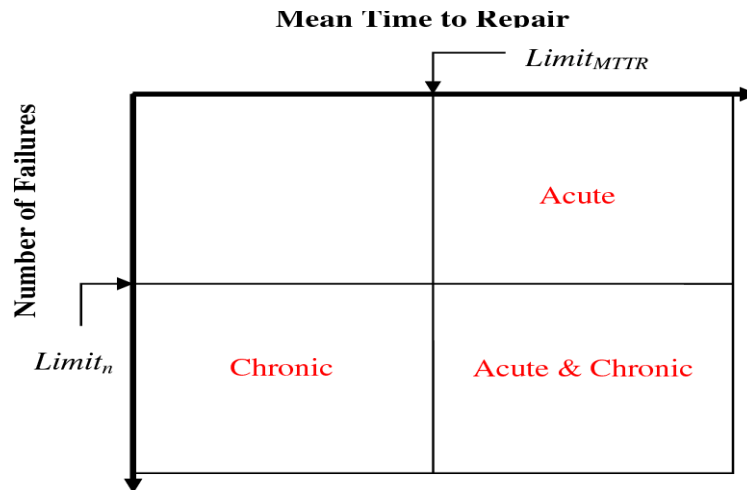 Mean Time to Repair
Limit_MTTR
Number of Failures
Acute
Limit_n
Chronic
Acute & Chronic